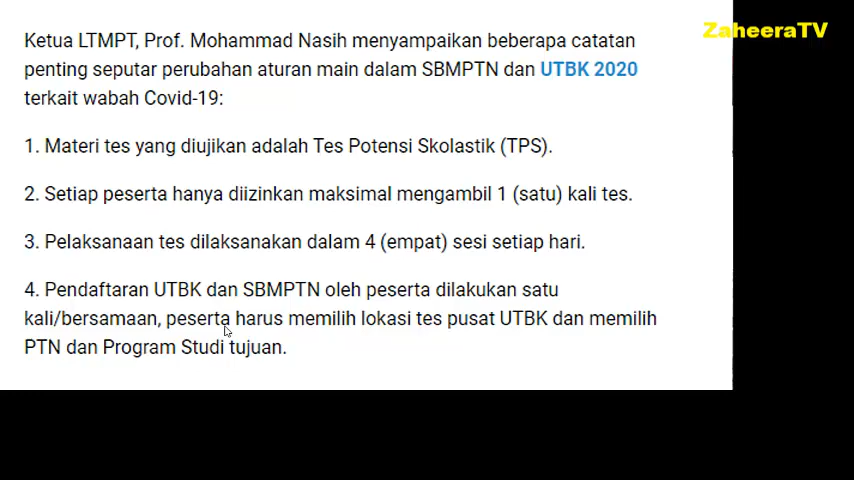 ZaheeraTV
Ketua LTMPT, Prof. Mohammad Nasih menyampaikan beberapa catatan
penting seputar perubahan aturan main dalam SBMPTN dan UTBK 2020
terkait wabah Covid-19:
1. Materi tes yang diujikan adalah Tes Potensi Skolastik (TPS).
2. Setiap peserta hanya diizinkan maksimal mengambil 1 (satu) kali tes.
3. Pelaksanaan tes dilaksanakan dalam 4 (empat) sesi setiap hari.
4. Pendaftaran UTBK dan SBMPTN oleh peserta dilakukan satu
kali/bersamaan, peserta harus memilih lokasi tes pusat UTBK dan memilih
PTN dan Program Studi tujuan.